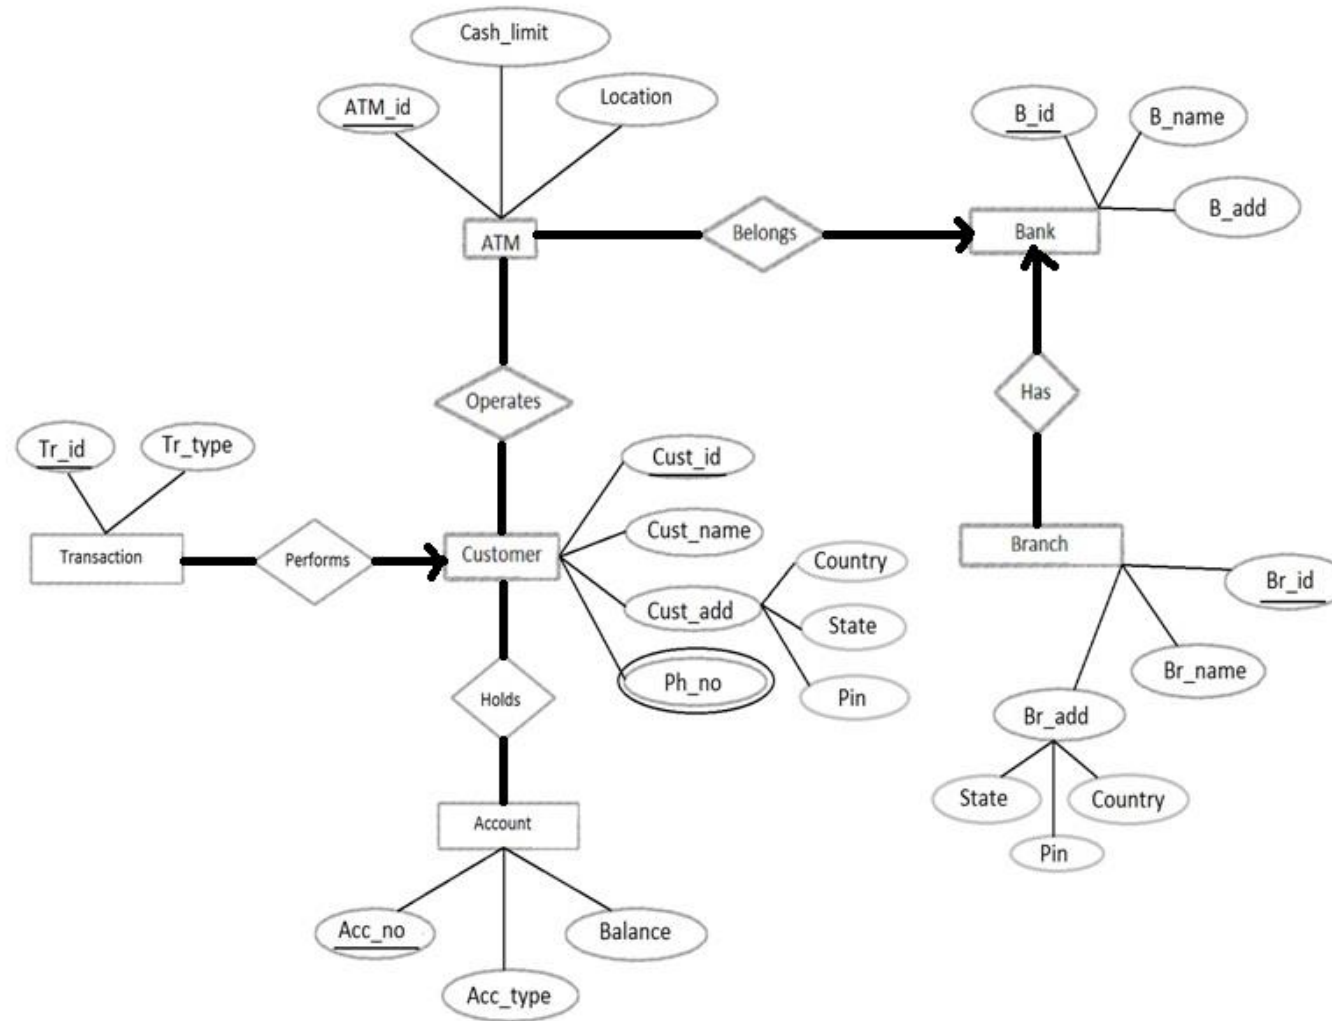 Cash_limit
ATM_id
Location
B_id
B_name
B_add
ATM
Belongs
Bank
Operates
Has
Tr_id
Tr_type
Cust_id
Cust_name
Transaction
Performs
Customer
Branch
Country
Br_id
Cust_add
State
Br_name
Ph_no
Pin
Holds
Br_add
State
Country
Account
Pin
Acc_no
Balance
Acc_type